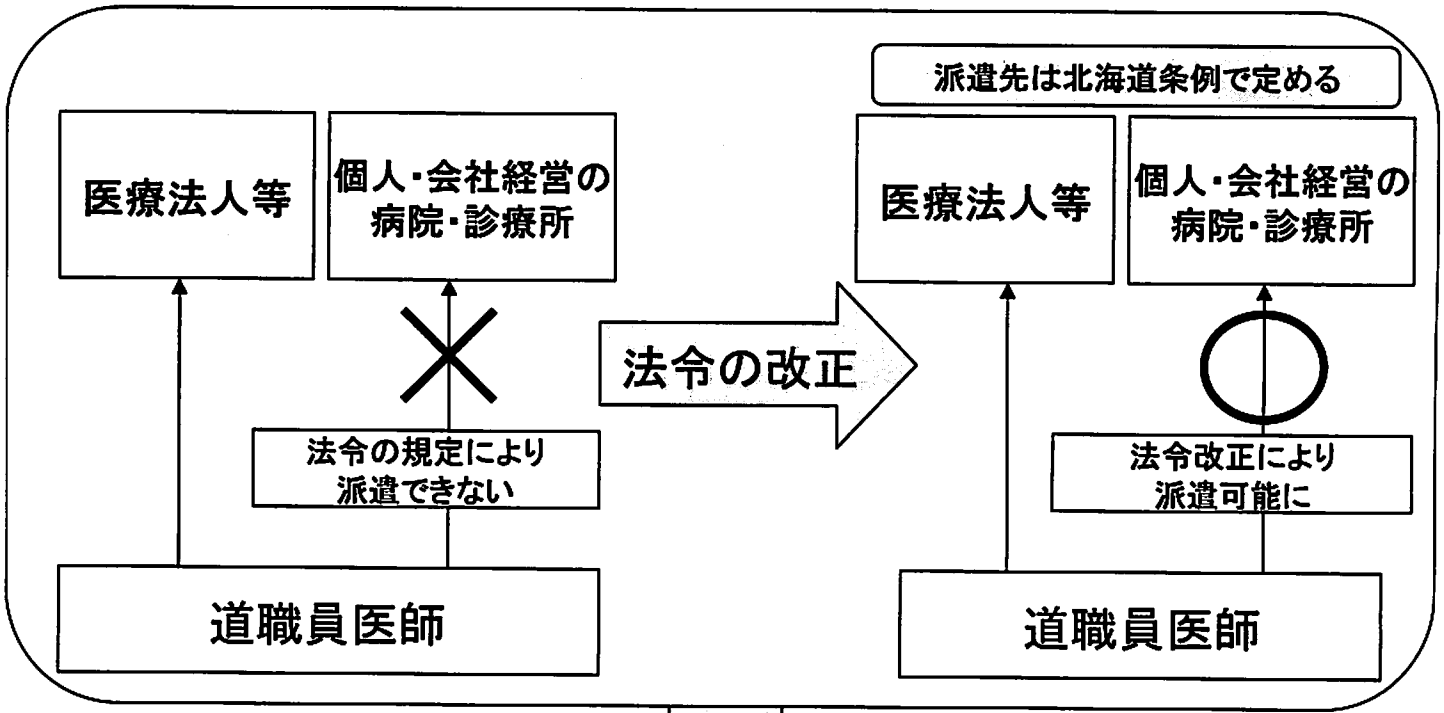 医療法人等
個人・会社経営の
病院・診療所
法令の規定により
派遣できない
道職員医師
法令の改正
派遣先は北海道条例で定める
医療法人等
個人・会社経営の
病院・診療所
法令改正により
派遣可能に
道職員医師